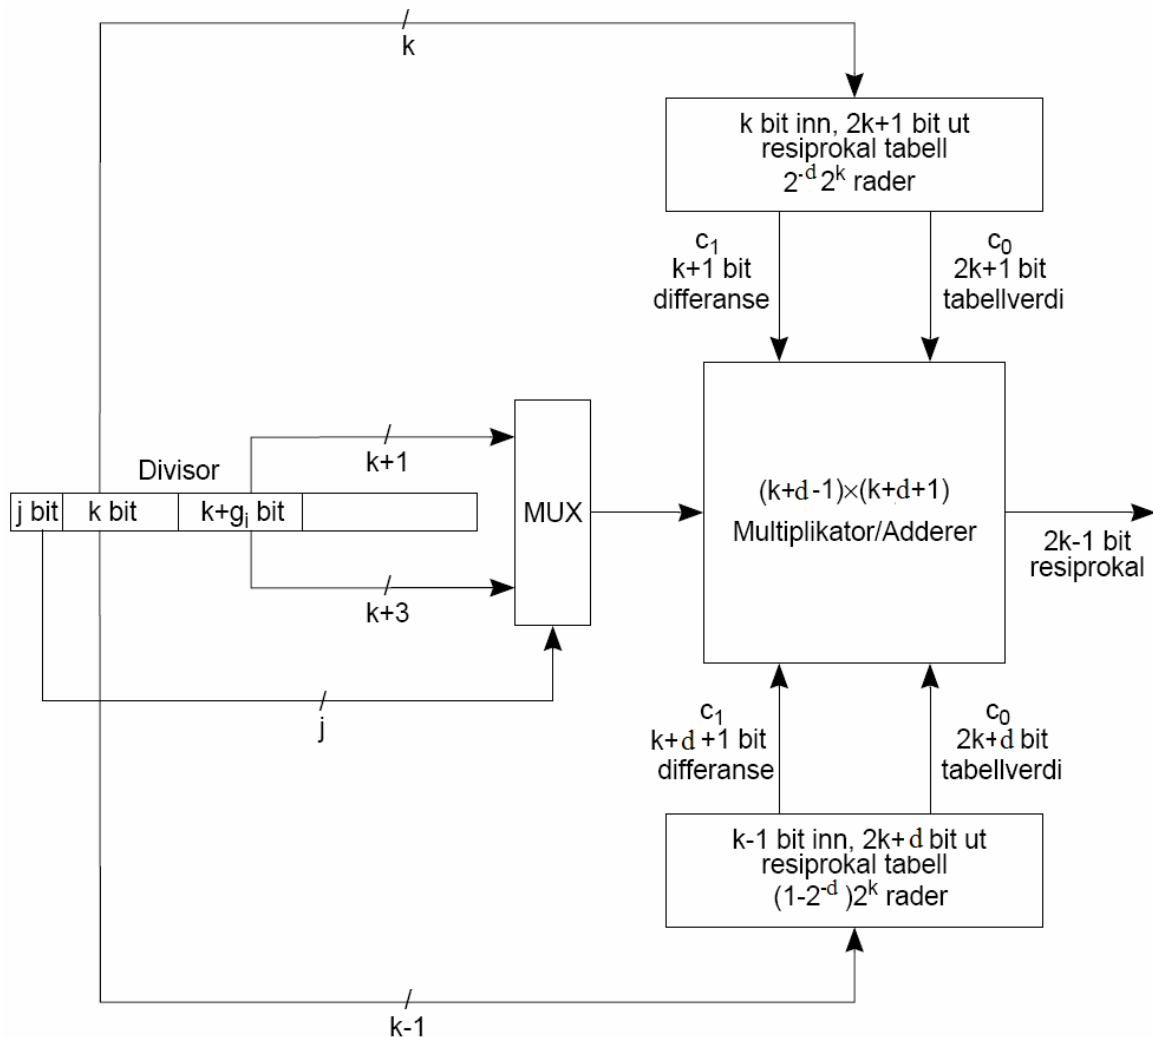 k
k bit inn, 2k+1 bit ut
resiprokal tabell
2⁻ᵈ 2ᵏ rader
c₁
k+1 bit
differanse
c₀
2k+1 bit
tabellverdi
k+1
Divisor
j bit
k bit
k+gᵢ bit
MUX
(k+d-1)×(k+d+1)
Multiplikator/Adderer
2k-1 bit
resiprokal
k+3
j
c₁
k+d+1 bit
differanse
c₀
2k+d bit
tabellverdi
k-1 bit inn, 2k+d bit ut
resiprokal tabell
(1-2⁻ᵈ)2ᵏ rader
k-1